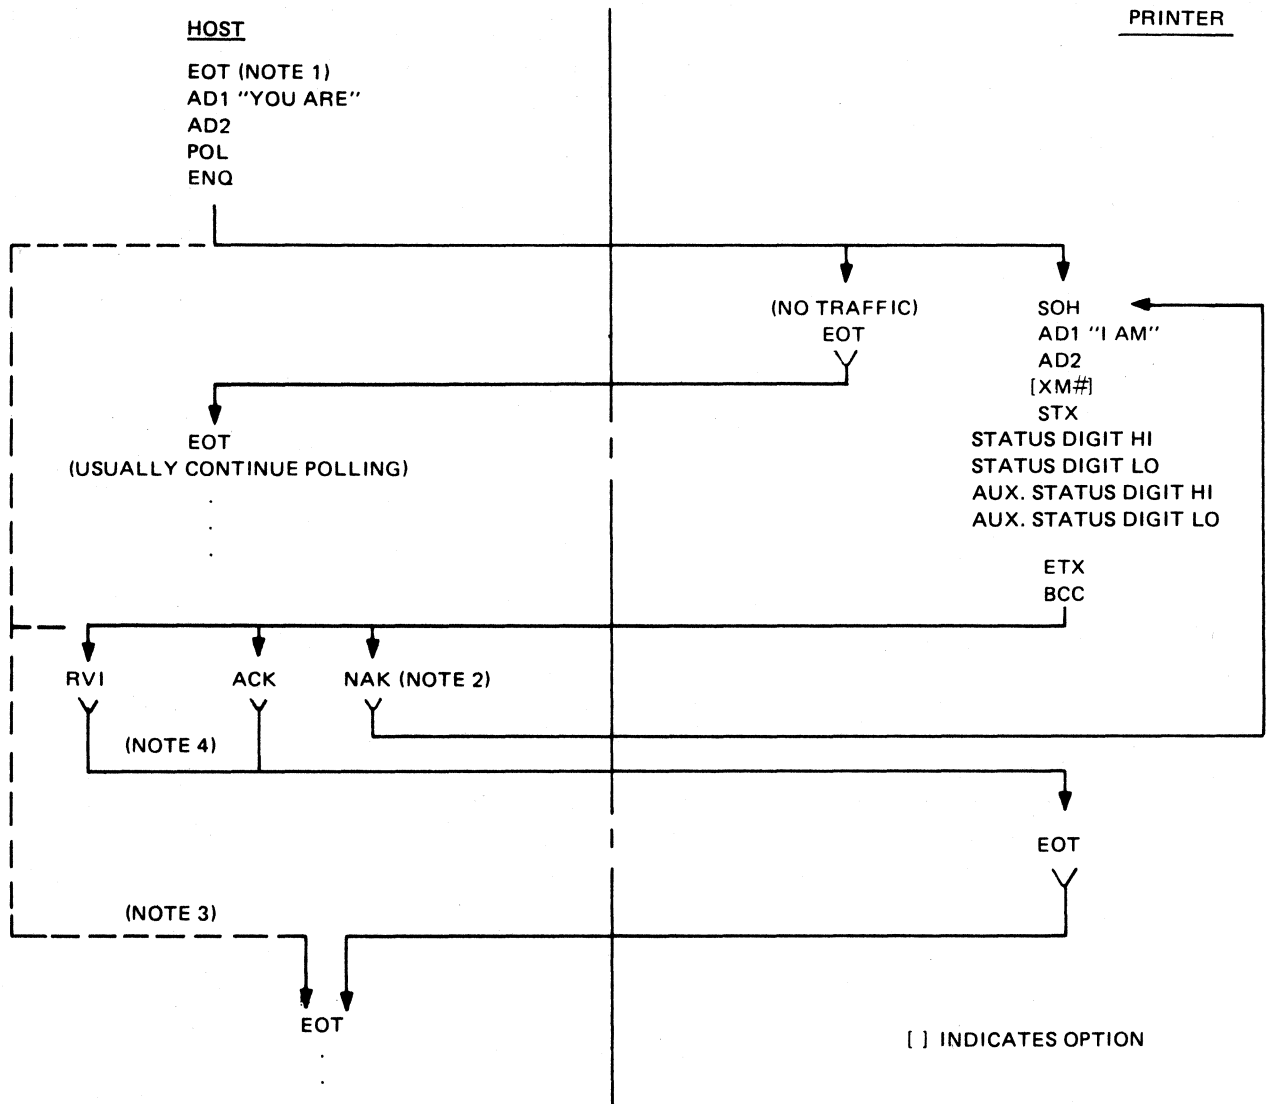 HOST
PRINTER
EOT (NOTE 1)
AD1 "YOU ARE"
AD2
POL
ENQ
(NO TRAFFIC)
EOT
SOH
AD1 "I AM"
AD2
[XM#]
STX
STATUS DIGIT HI
STATUS DIGIT LO
AUX. STATUS DIGIT HI
AUX. STATUS DIGIT LO
ETX
BCC
EOT
(USUALLY CONTINUE POLLING)
.
.
.
RVI
ACK
NAK (NOTE 2)
(NOTE 4)
EOT
(NOTE 3)
EOT
.
.
[ ] INDICATES OPTION